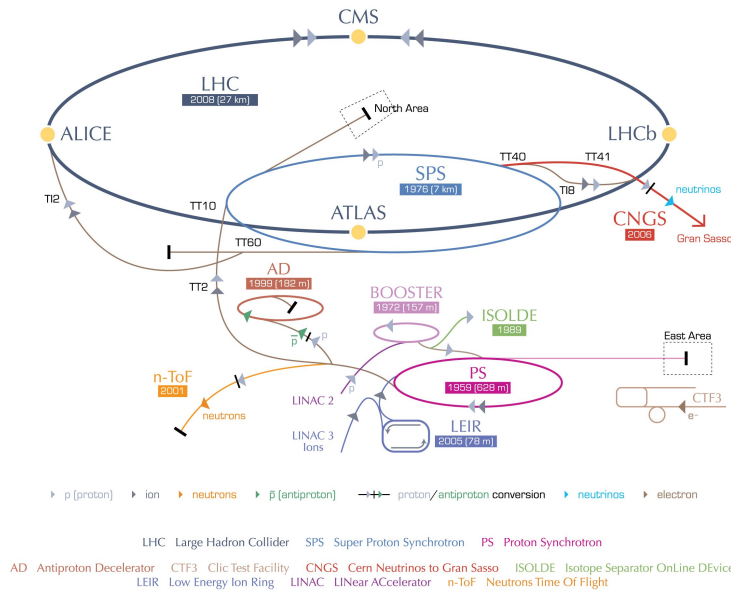 CMS
LHC
2008 (27 km)
North Area
ALICE
LHCb
p
TT40
TT41
SPS
1976 (7 km)
TI2
TI8
neutrinos
TT10
ATLAS
CNGS
2006
Gran Sasso
TT60
AD
1999 (182 m)
TT2
BOOSTER
1972 (157 m)
ISOLDE
1989
p
p̅
East Area
n-ToF
2001
PS
1959 (628 m)
LINAC 2
p
neutrons
CTF3
e-
LINAC 3
Ions
LEIR
2005 (78 m)
p (proton) ion neutrons p̅ (antiproton) proton/antiproton conversion neutrinos electron
LHC Large Hadron Collider SPS Super Proton Synchrotron PS Proton Synchrotron
AD Antiproton Decelerator CTF3 Clic Test Facility CNGS Cern Neutrinos to Gran Sasso ISOLDE Isotope Separator OnLine DEvice
LEIR Low Energy Ion Ring LINAC LINear ACcelerator n-ToF Neutrons Time Of Flight